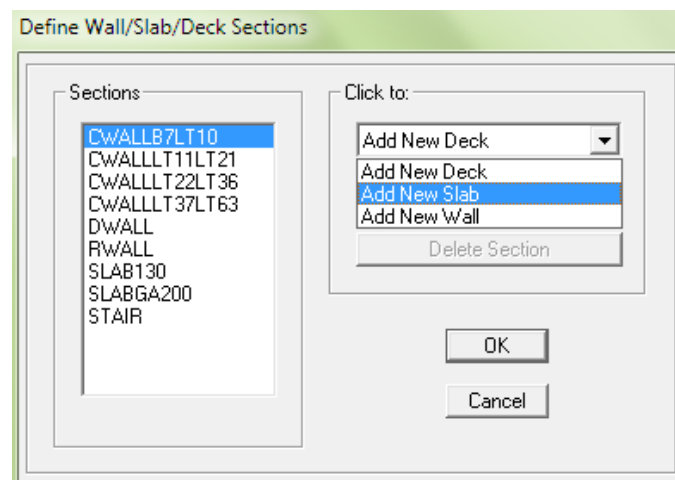 Define Wall/Slab/Deck Sections
Sections
CWALLB7LT10
CWALLLT11LT21
CWALLLT22LT36
CWALLLT37LT63
DWALL
RWALL
SLAB130
SLABGA200
STAIR
Click to:
Add New Deck
Add New Deck
Add New Slab
Add New Wall
Delete Section
OK
Cancel